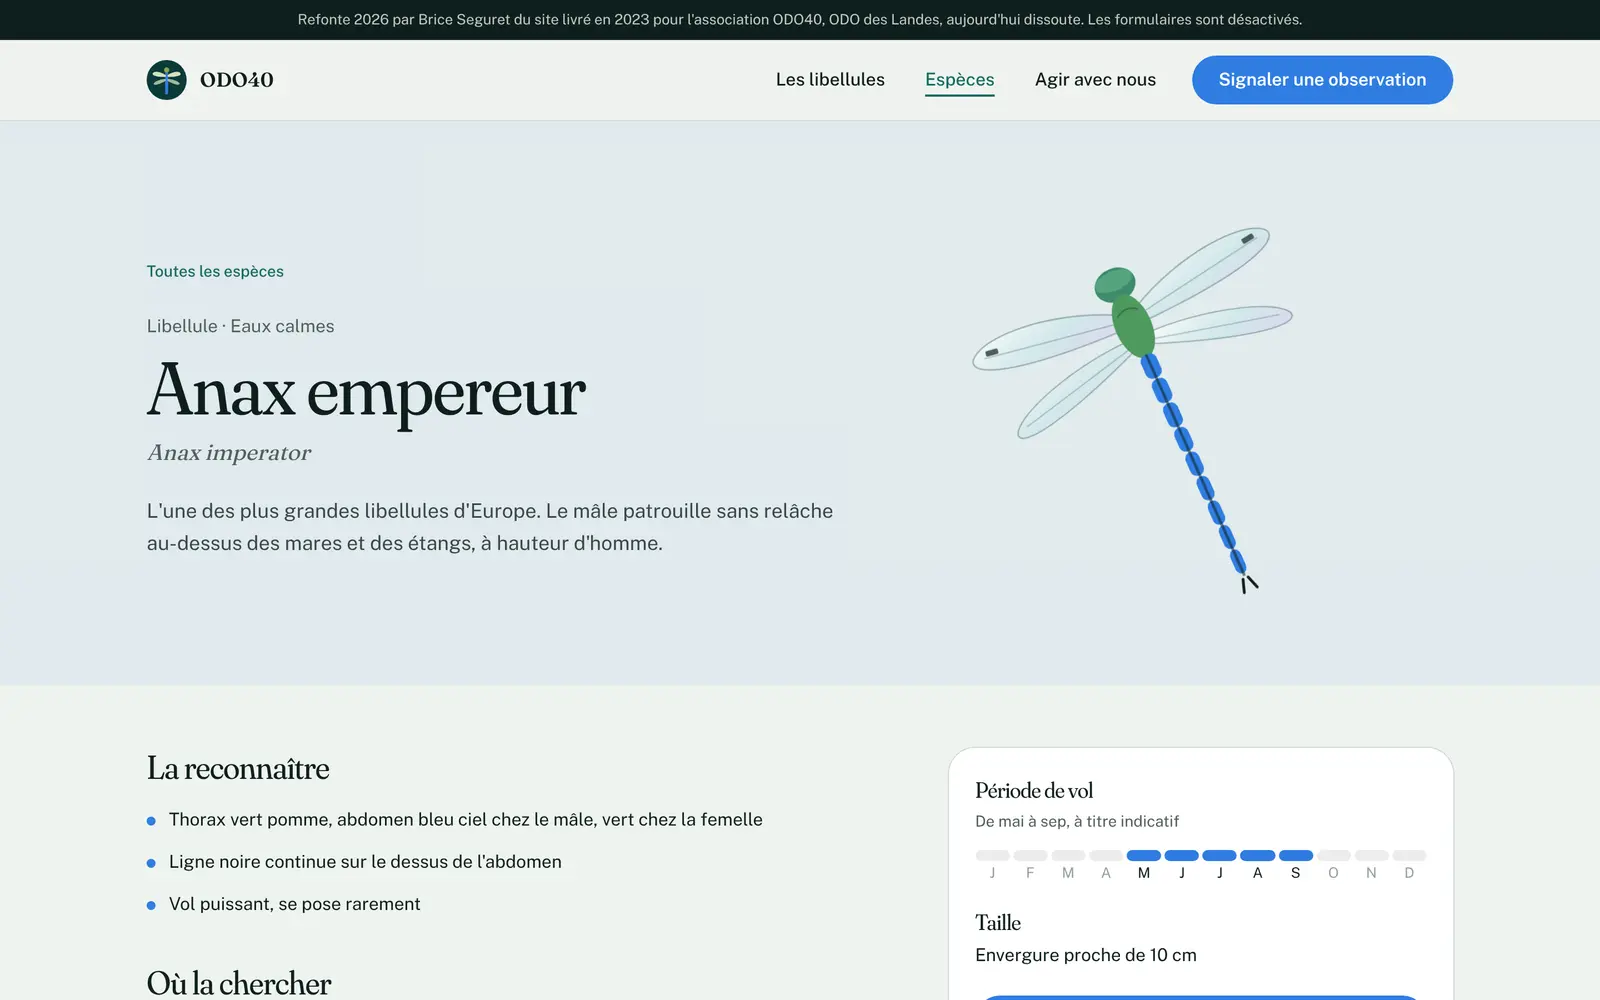 Refonte 2026 par Brice Seguret du site livré en 2023 pour l'association ODO40, ODO des Landes, aujourd'hui dissoute. Les formulaires sont désactivés.
ODO40
Les libellules
Espèces
Agir avec nous
Signaler une observation
Toutes les espèces
Libellule · Eaux calmes
Anax empereur
Anax imperator
L'une des plus grandes libellules d'Europe. Le mâle patrouille sans relâche
au-dessus des mares et des étangs, à hauteur d'homme.
La reconnaître
Thorax vert pomme, abdomen bleu ciel chez le mâle, vert chez la femelle
Ligne noire continue sur le dessus de l'abdomen
Vol puissant, se pose rarement
Où la chercher
Période de vol
De mai à sep, à titre indicatif
J F M A M J J A S O N D
Taille
Envergure proche de 10 cm